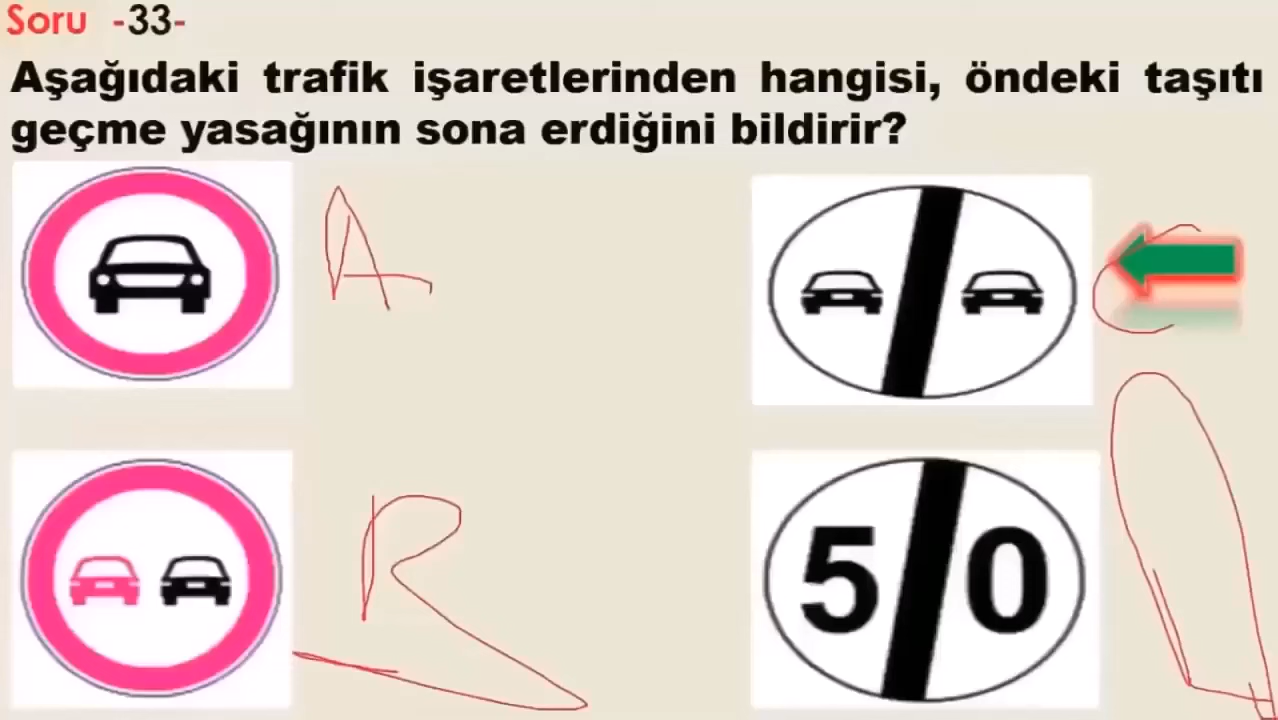 Soru -33-
Aşağıdaki trafik işaretlerinden hangisi, öndeki taşıtı
geçme yasağının sona erdiğini bildirir?
A
C
B
50
D